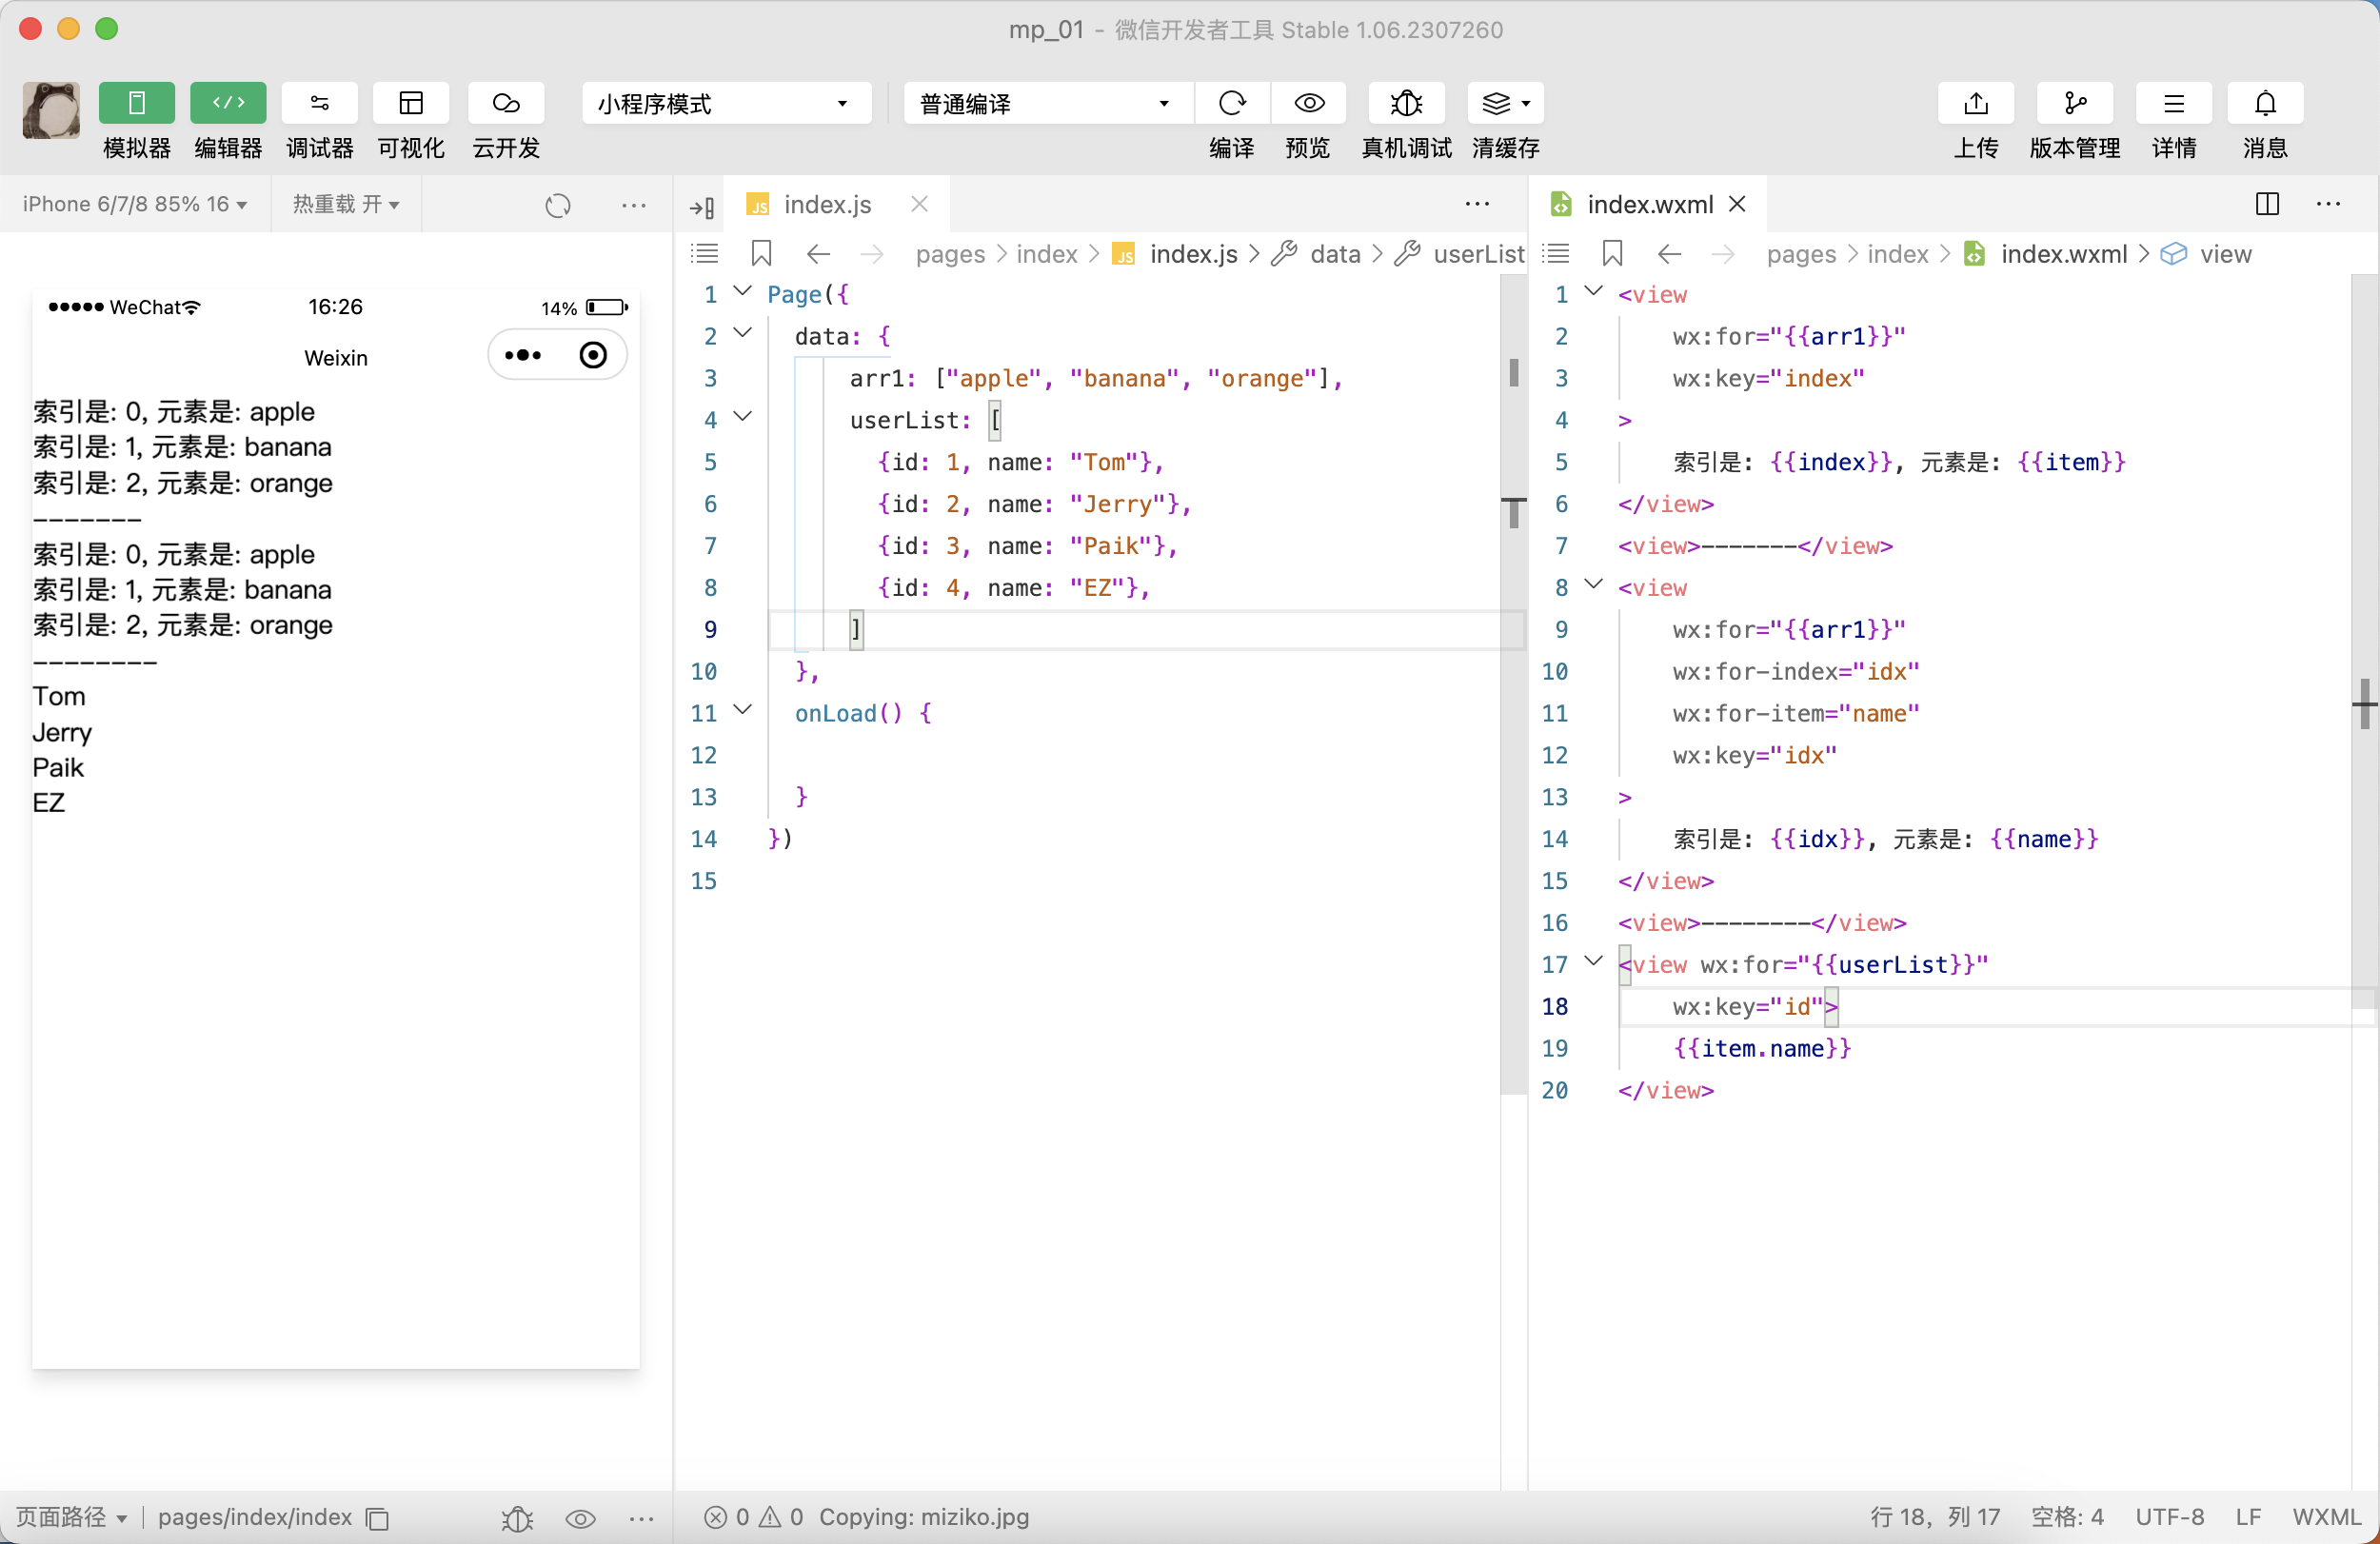 mp_01 - 微信开发者工具 Stable 1.06.2307260
模拟器 编辑器 调试器 可视化 云开发
小程序模式
普通编译
编译 预览 真机调试 清缓存
上传 版本管理 详情 消息
iPhone 6/7/8 85% 16
热重载 开
WeChat
16:26
14%
Weixin
索引是: 0, 元素是: apple
索引是: 1, 元素是: banana
索引是: 2, 元素是: orange
-------
索引是: 0, 元素是: apple
索引是: 1, 元素是: banana
索引是: 2, 元素是: orange
--------
Tom
Jerry
Paik
EZ
页面路径 pages/index/index
JS index.js
pages > index > JS index.js > data > userList
1 Page({
2 data: {
3 arr1: ["apple", "banana", "orange"],
4 userList: [
5 {id: 1, name: "Tom"},
6 {id: 2, name: "Jerry"},
7 {id: 3, name: "Paik"},
8 {id: 4, name: "EZ"},
9 ]
10 },
11 onLoad() {
12
13 }
14 })
15
index.wxml
pages > index > index.wxml > view
1 <view
2 wx:for="{{arr1}}"
3 wx:key="index"
4 >
5 索引是: {{index}}, 元素是: {{item}}
6 </view>
7 <view>-------</view>
8 <view
9 wx:for="{{arr1}}"
10 wx:for-index="idx"
11 wx:for-item="name"
12 wx:key="idx"
13 >
14 索引是: {{idx}}, 元素是: {{name}}
15 </view>
16 <view>--------</view>
17 <view wx:for="{{userList}}"
18 wx:key="id">
19 {{item.name}}
20 </view>
0 0 Copying: miziko.jpg
行 18, 列 17 空格: 4 UTF-8 LF WXML